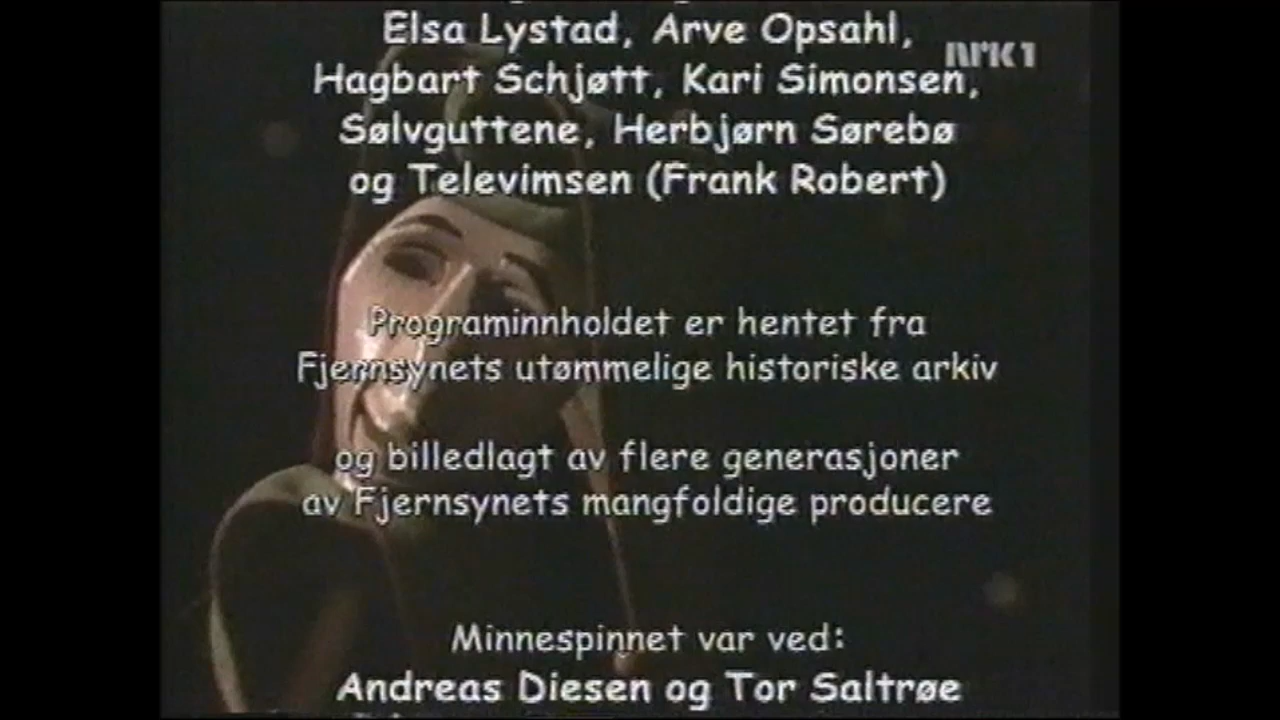 Elsa Lystad, Arve Opsahl,
nrk1
Hagbart Schjøtt, Kari Simonsen,
Sølvguttene, Herbjørn Sørebø
og Televimsen (Frank Robert)
Programinnholdet er hentet fra
Fjernsynets utømmelige historiske arkiv
og billedlagt av flere generasjoner
av Fjernsynets mangfoldige producere
Minnespinnet var ved:
Andreas Diesen og Tor Saltrøe